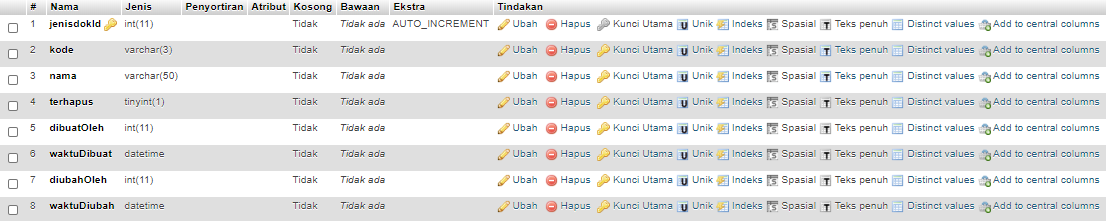 # Nama Jenis Penyortiran Atribut Kosong Bawaan Ekstra Tindakan
1 jenisdokId int(11) Tidak Tidak ada AUTO_INCREMENT Ubah Hapus Kunci Utama Unik Indeks Spasial Teks penuh Distinct values Add to central columns
2 kode varchar(3) Tidak Tidak ada Ubah Hapus Kunci Utama Unik Indeks Spasial Teks penuh Distinct values Add to central columns
3 nama varchar(50) Tidak Tidak ada Ubah Hapus Kunci Utama Unik Indeks Spasial Teks penuh Distinct values Add to central columns
4 terhapus tinyint(1) Tidak Tidak ada Ubah Hapus Kunci Utama Unik Indeks Spasial Teks penuh Distinct values Add to central columns
5 dibuatOleh int(11) Tidak Tidak ada Ubah Hapus Kunci Utama Unik Indeks Spasial Teks penuh Distinct values Add to central columns
6 waktuDibuat datetime Tidak Tidak ada Ubah Hapus Kunci Utama Unik Indeks Spasial Teks penuh Distinct values Add to central columns
7 diubahOleh int(11) Tidak Tidak ada Ubah Hapus Kunci Utama Unik Indeks Spasial Teks penuh Distinct values Add to central columns
8 waktuDiubah datetime Tidak Tidak ada Ubah Hapus Kunci Utama Unik Indeks Spasial Teks penuh Distinct values Add to central columns